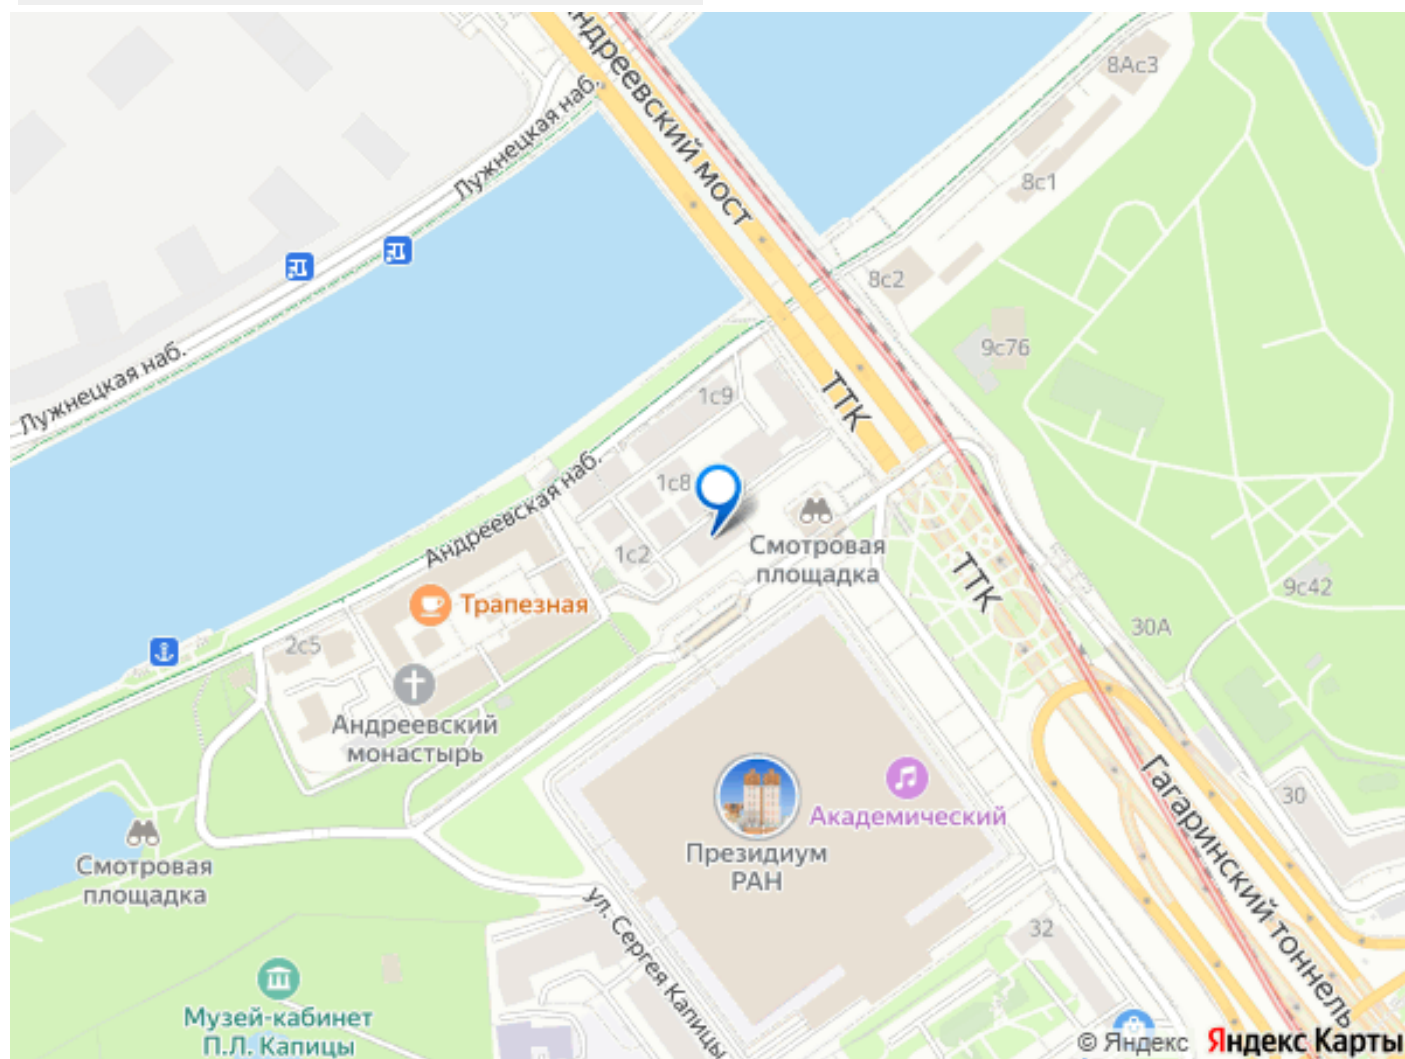 Андреевский мост
8Ас3
Лужнецкая наб.
8с1
8с2
9с76
Лужнецкая наб.
ТТК
1с9
1с8
Андреевская наб.
Смотровая
площадка
1с2
ТТК
9с42
Трапезная
30А
2с5
Андреевский
монастырь
Гагаринский тоннель
30
Академический
Президиум
РАН
Смотровая
площадка
ул. Сергея Капицы
32
Музей-кабинет
П.Л. Капицы
© Яндекс Яндекс Карты